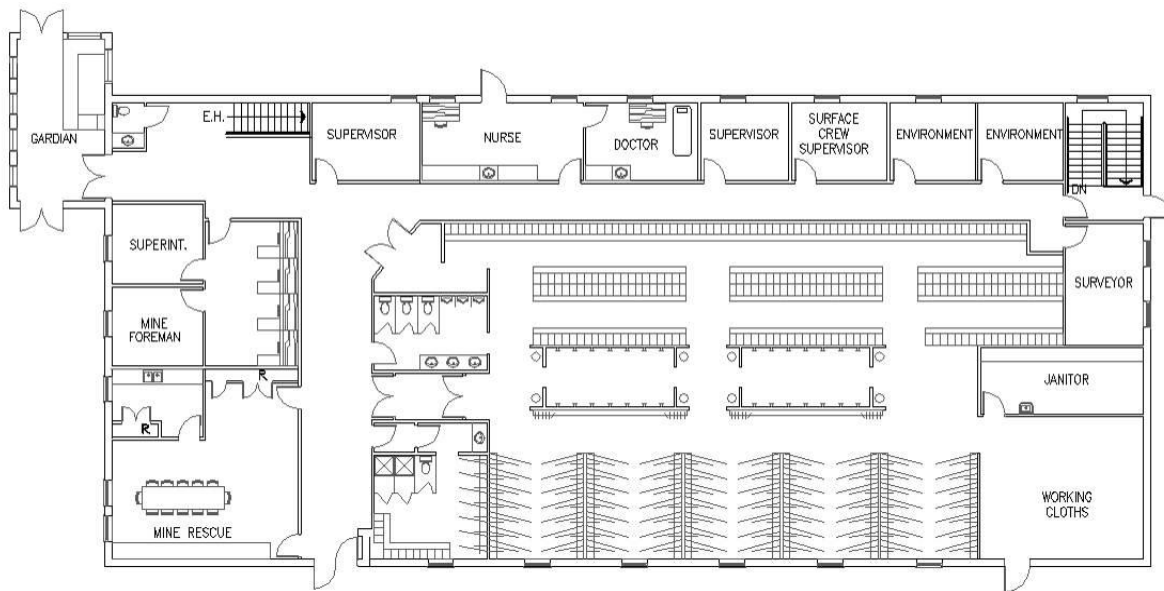 GARDIAN
E.H.
SUPERVISOR
NURSE
DOCTOR
SUPERVISOR
SURFACE
CREW
SUPERVISOR
ENVIRONMENT
ENVIRONMENT
DN
SUPERINT.
MINE
FOREMAN
SURVEYOR
R
JANITOR
R
MINE RESCUE
WORKING
CLOTHS